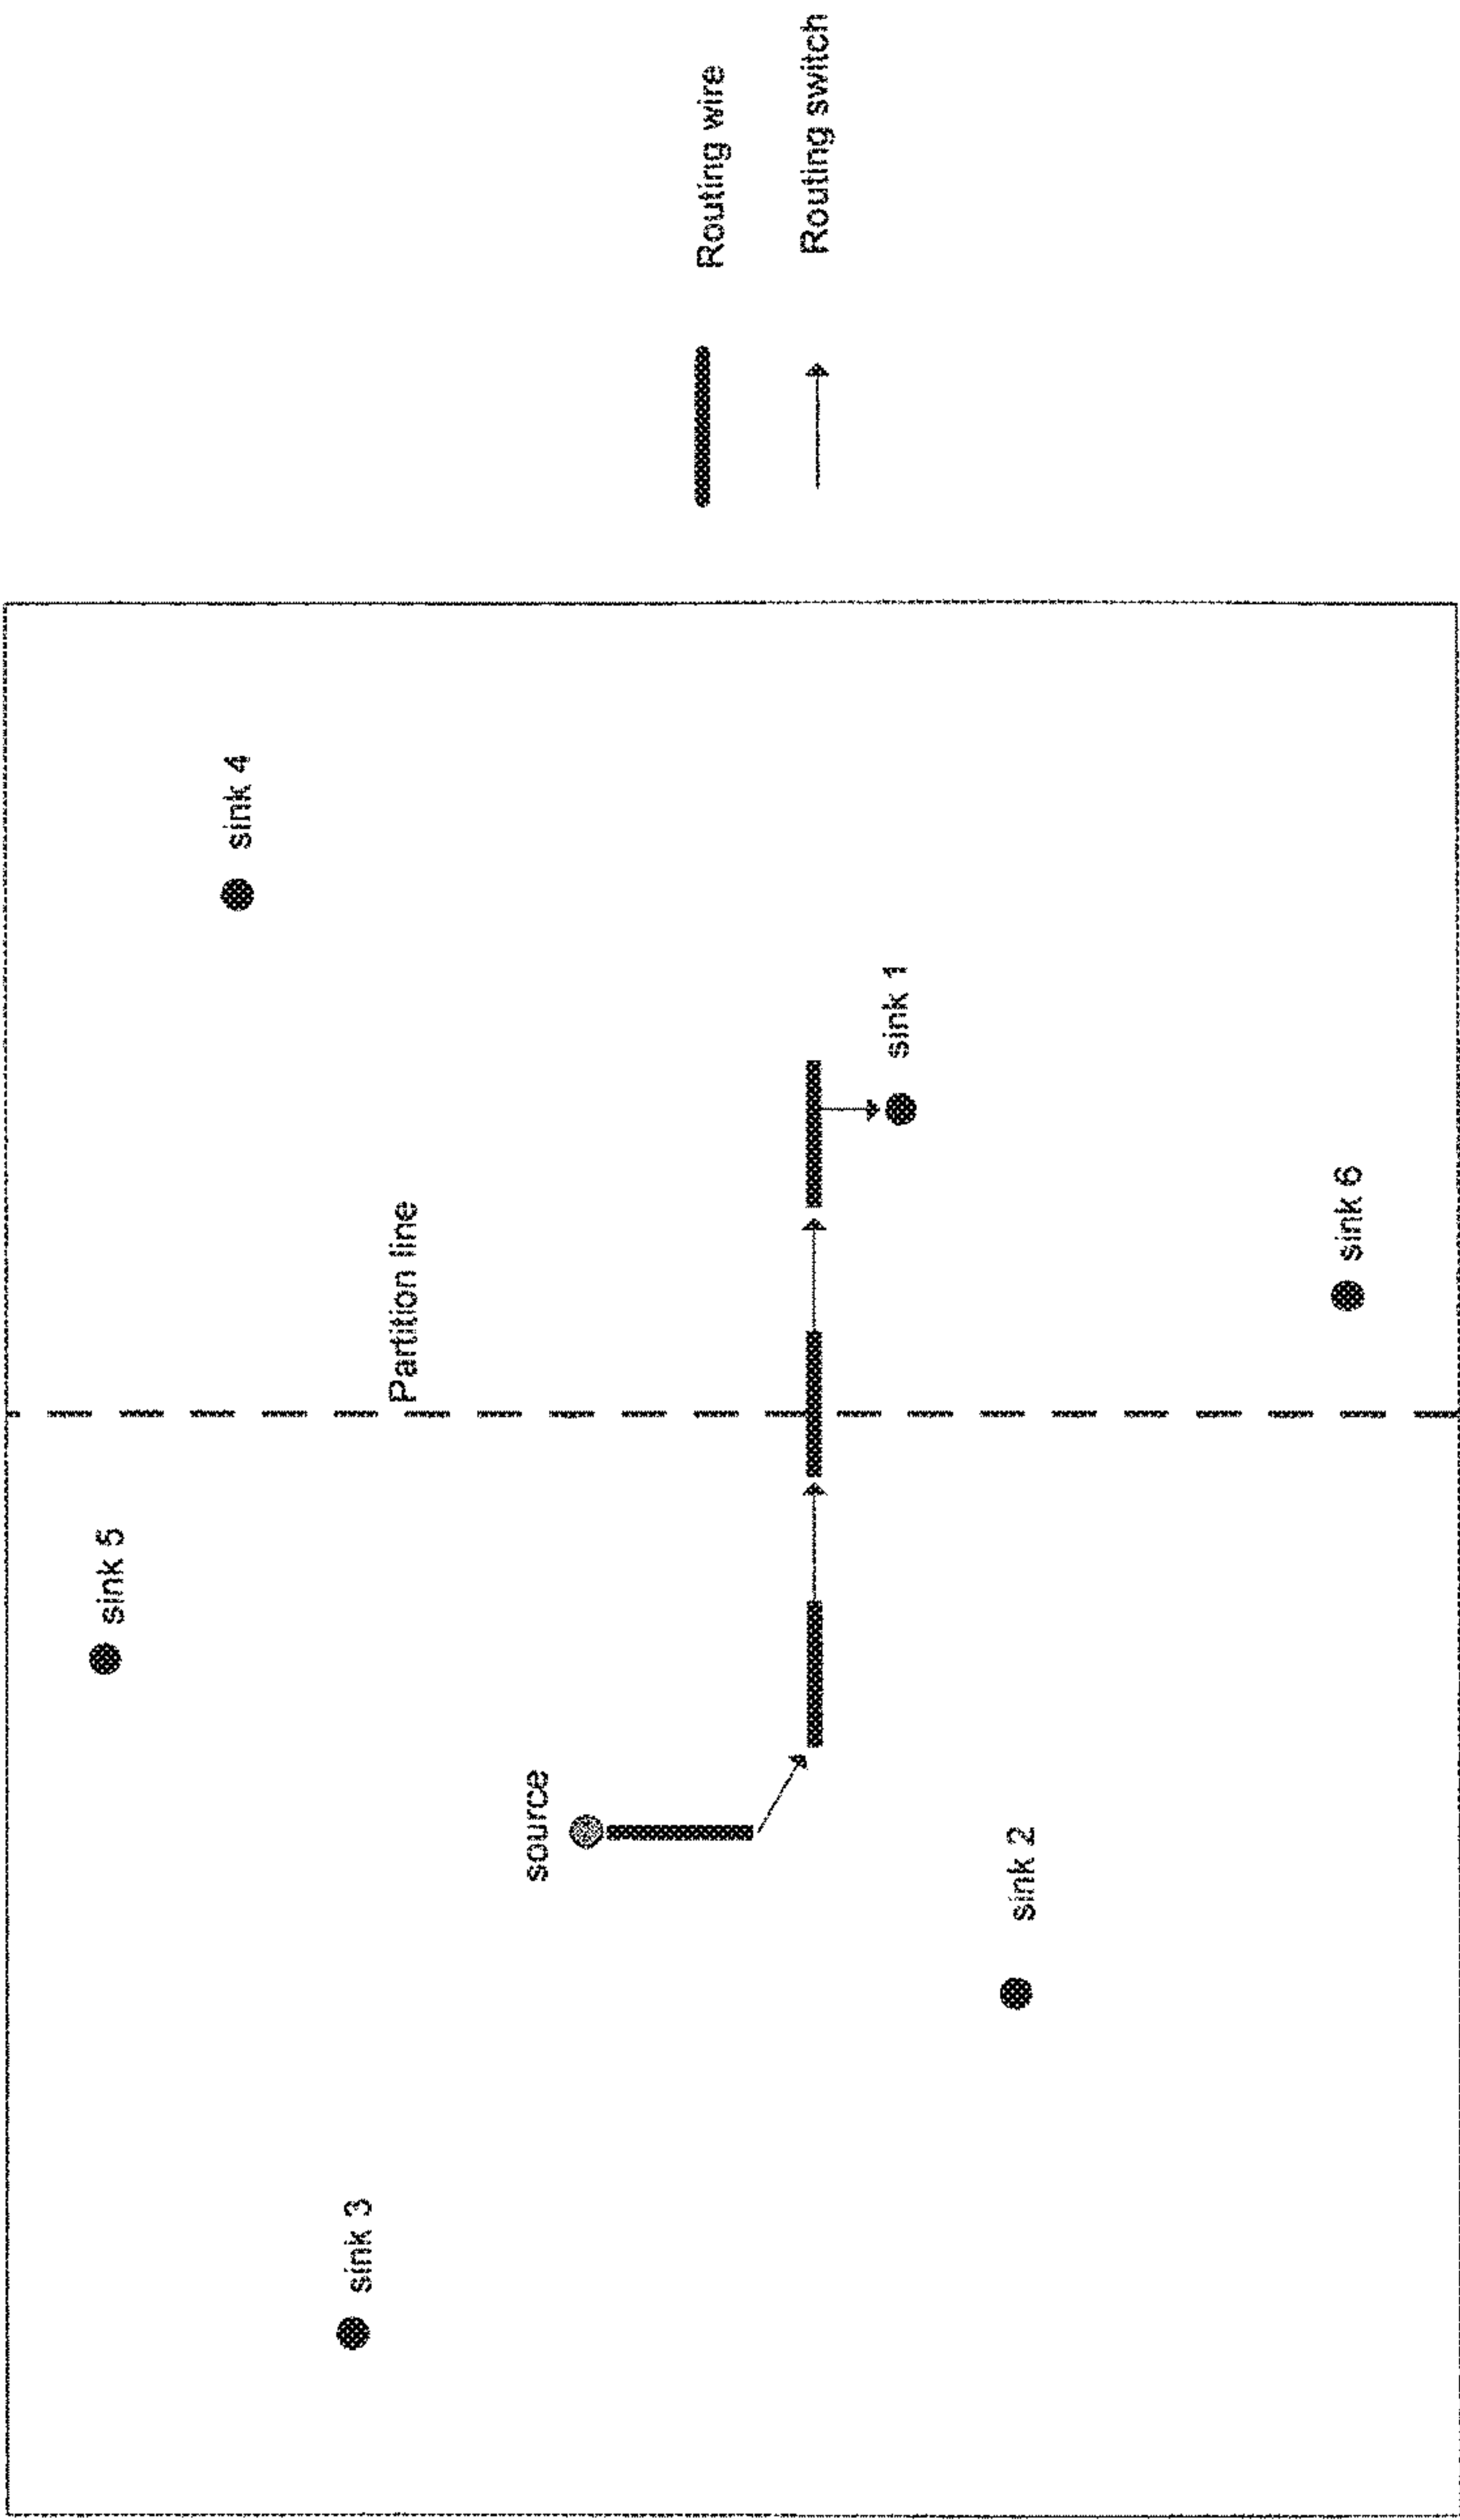 sink 5
sink 4
sink 3
Partition line
source
Routing wire
Routing switch
sink 1
sink 2
sink 6